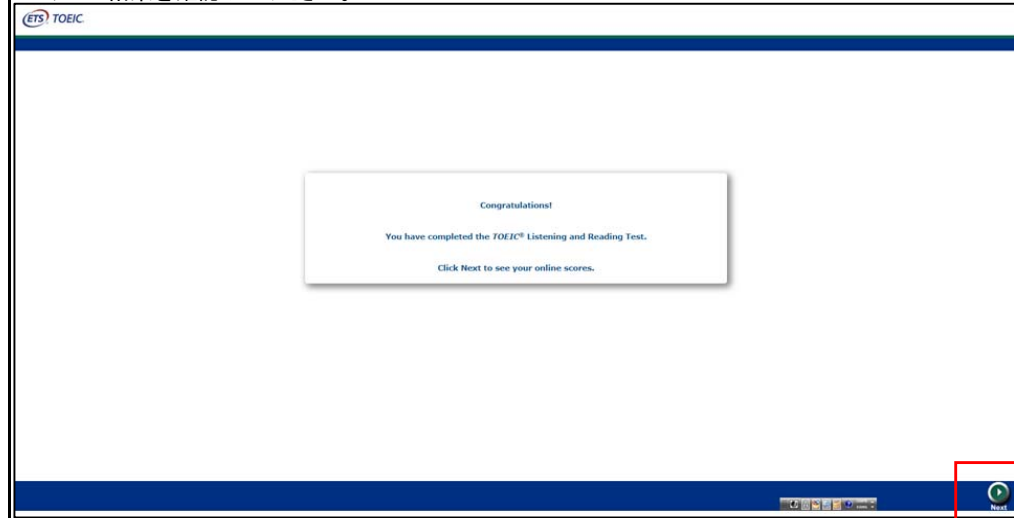 ETS TOEIC.
Congratulations!
You have completed the TOEIC® Listening and Reading Test.
Click Next to see your online scores.
Next